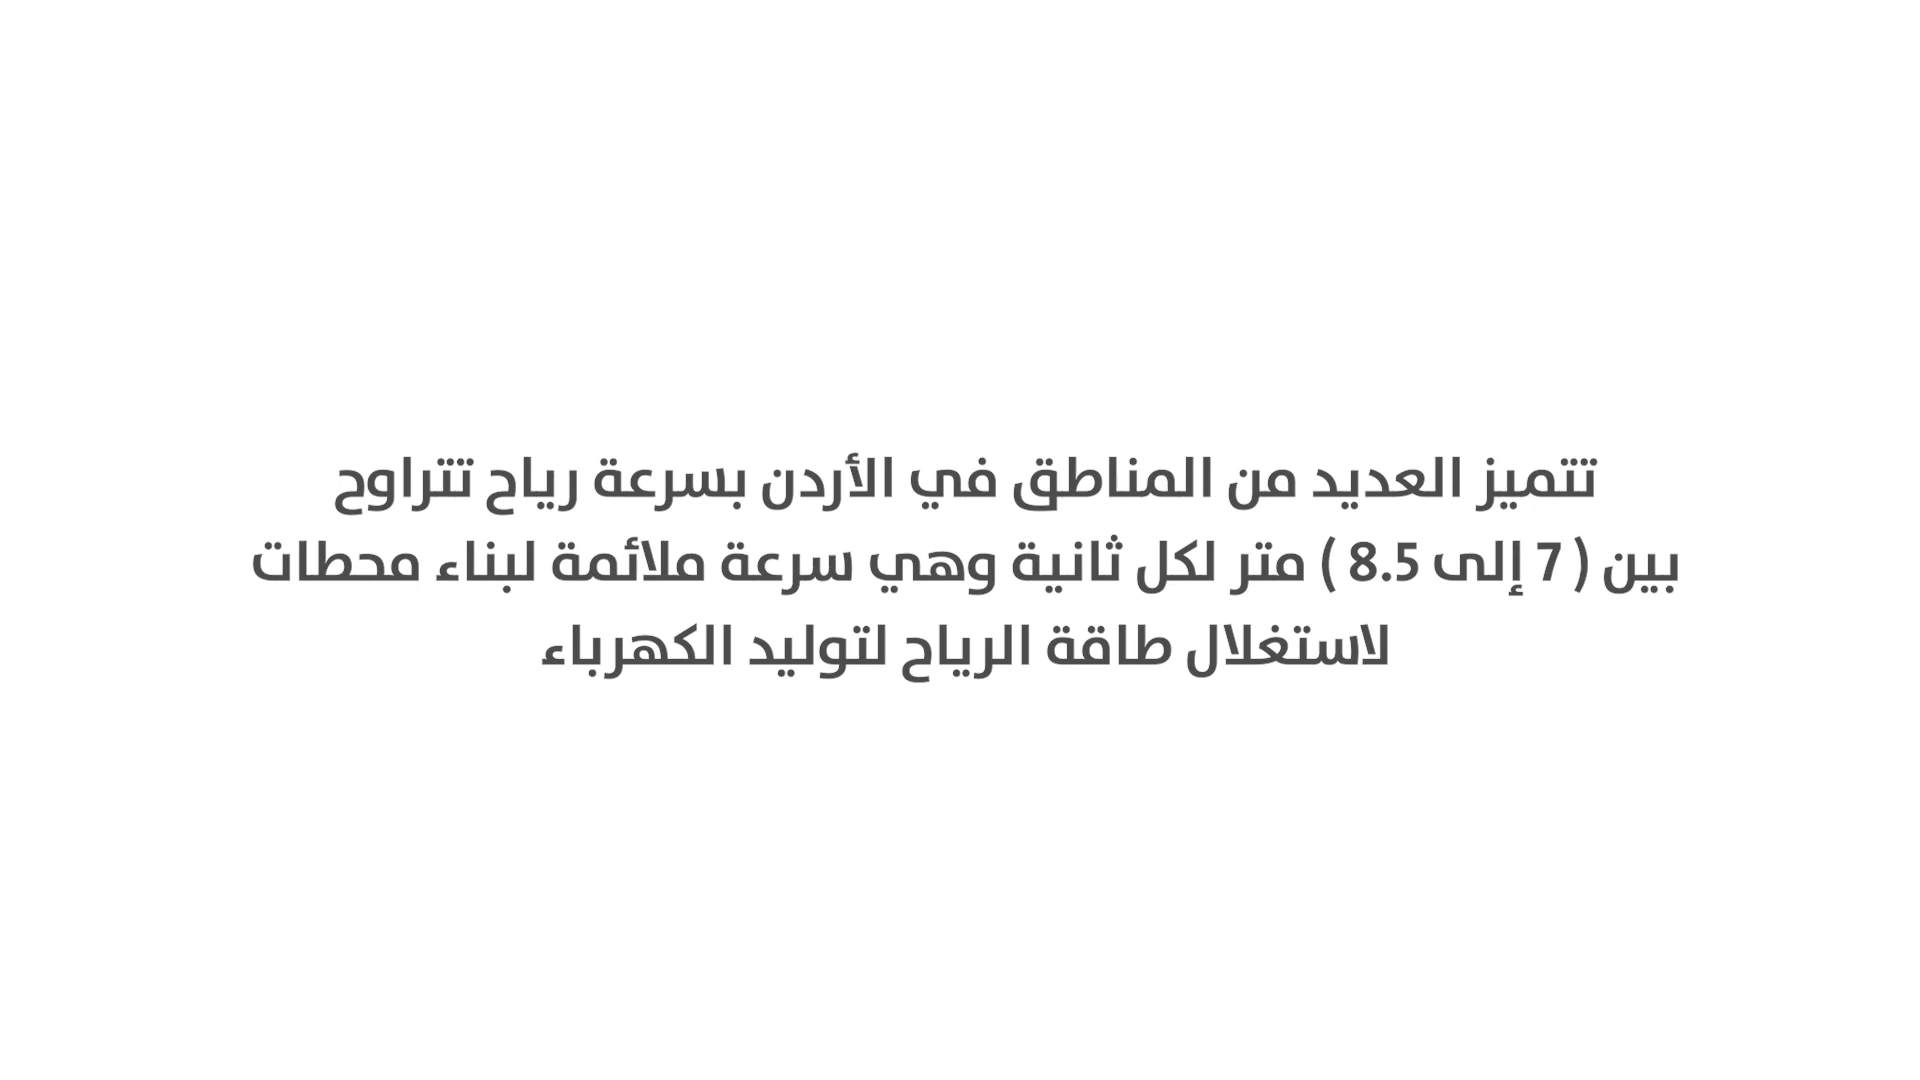 تتميز العديد من المناطق في الأردن بسرعة رياح تتراوح
بين ( 7 إلى 8.5 ) متر لكل ثانية وهي سرعة ملائمة لبناء محطات
لاستغلال طاقة الرياح لتوليد الكهرباء